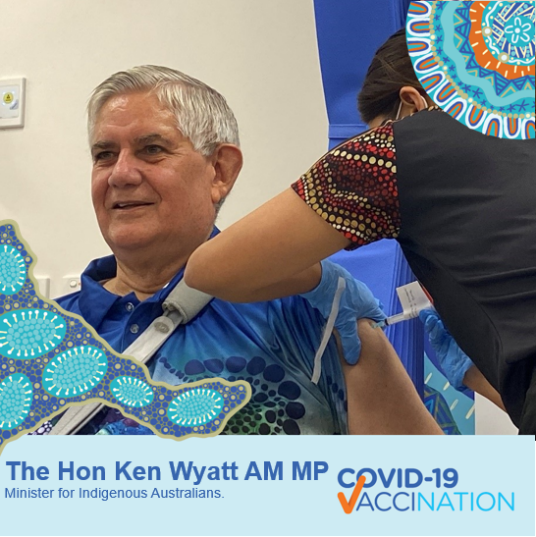 The Hon Ken Wyatt AM MP
Minister for Indigenous Australians.
COVID-19
VACCINATION